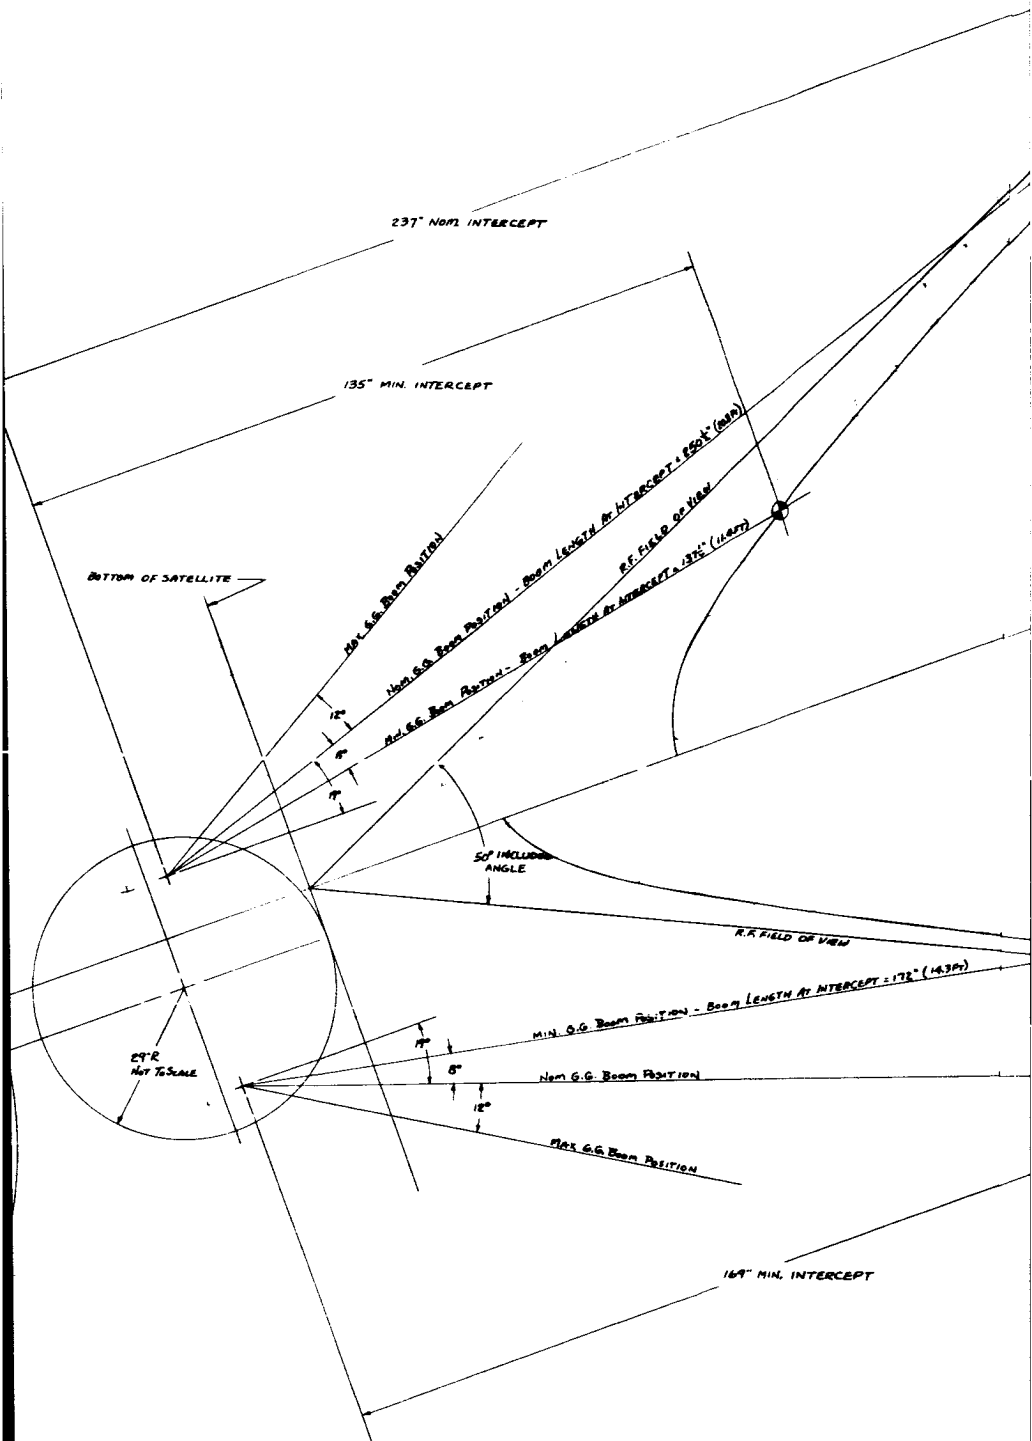 237" NOM. INTERCEPT
135" MIN. INTERCEPT
MAX G.G. BOOM POSITION
NOM. G.G. BOOM POSITION - BOOM LENGTH AT INTERCEPT =
R.F. FIELD OF VIEW
MIN. G.G. BOOM POSITION - BOOM LENGTH AT INTERCEPT =
BOTTOM OF SATELLITE
12°
8°
19°
50° INCLUDED
ANGLE
R.F. FIELD OF VIEW
MIN. G.G. BOOM POSITION - BOOM LENGTH AT INTERCEPT = 172" (14.3FT)
19°
8°
NOM G.G. BOOM POSITION
12°
MAX G.G. BOOM POSITION
29"R
NOT TO SCALE
169" MIN. INTERCEPT